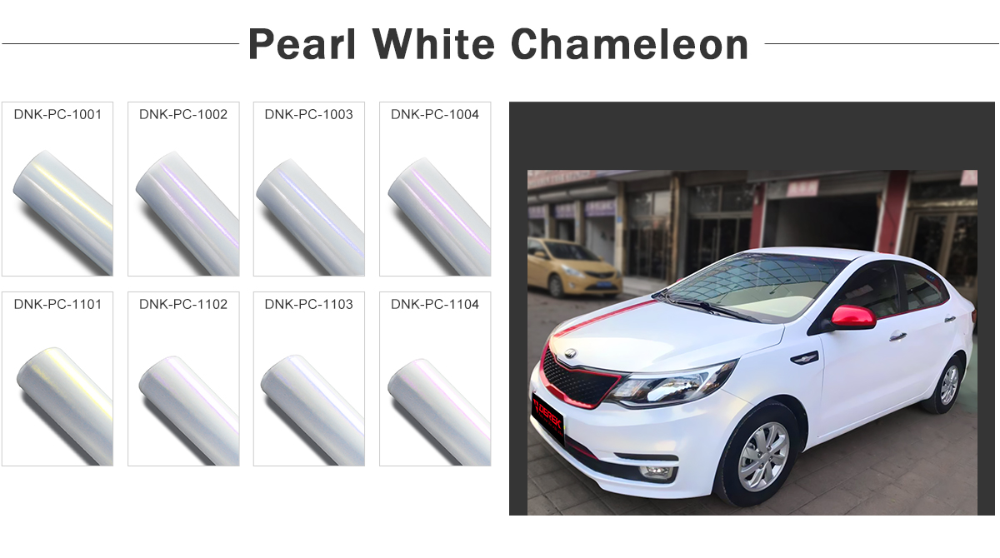 Pearl White Chameleon
DNK-PC-1001
DNK-PC-1002
DNK-PC-1003
DNK-PC-1004
DNK-PC-1101
DNK-PC-1102
DNK-PC-1103
DNK-PC-1104
DEREK